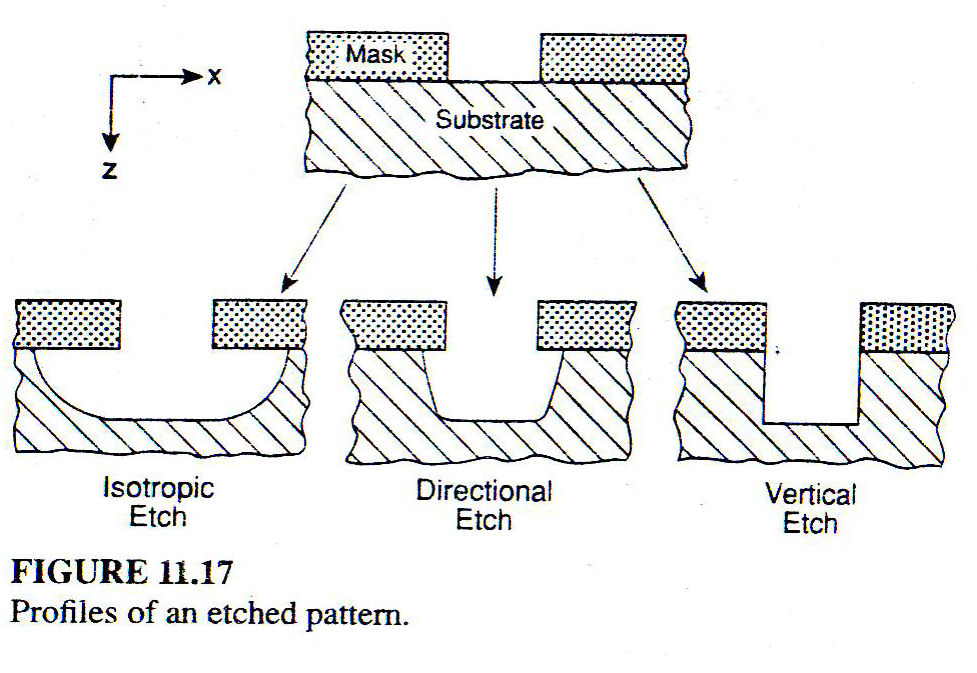 Mask
x
Substrate
z
Isotropic
Etch
Directional
Etch
Vertical
Etch
FIGURE 11.17
Profiles of an etched pattern.